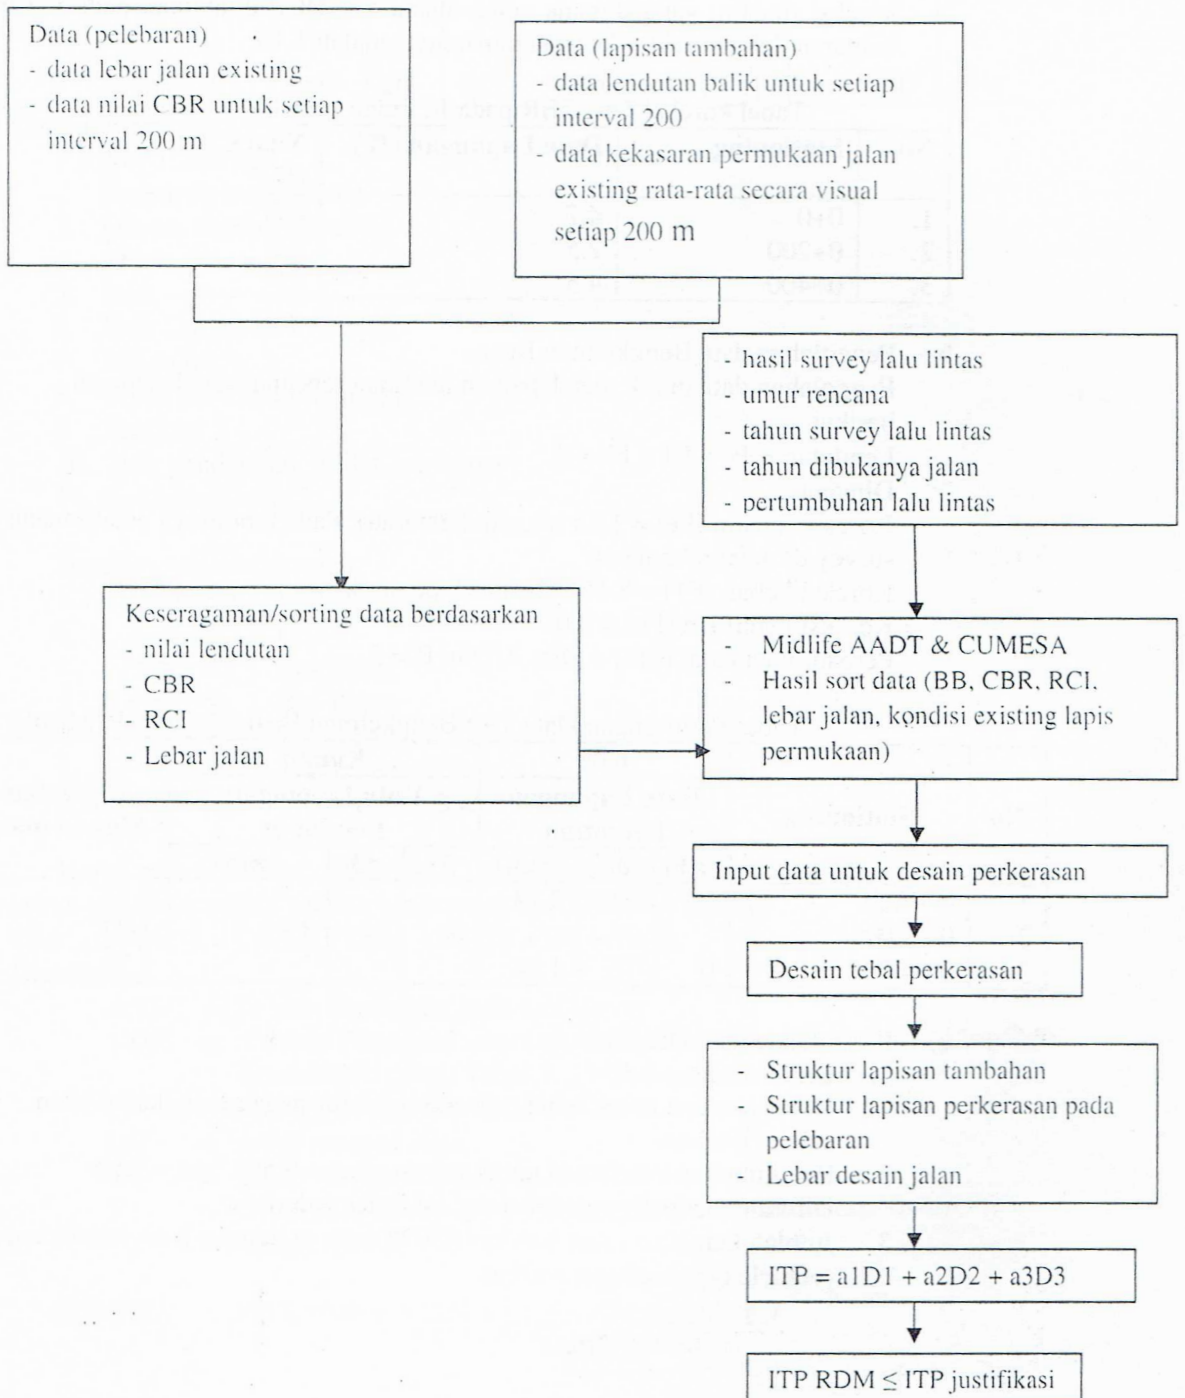 Data (pelebaran)
- data lebar jalan existing
- data nilai CBR untuk setiap
interval 200 m
Data (lapisan tambahan)
- data lendutan balik untuk setiap
interval 200
- data kekasaran permukaan jalan
existing rata-rata secara visual
setiap 200 m
- hasil survey lalu lintas
- umur rencana
- tahun survey lalu lintas
- tahun dibukanya jalan
- pertumbuhan lalu lintas
Keseragaman/sorting data berdasarkan
- nilai lendutan
- CBR
- RCI
- Lebar jalan
- Midlife AADT & CUMESA
- Hasil sort data (BB, CBR, RCI,
lebar jalan, kondisi existing lapis
permukaan)
Input data untuk desain perkerasan
Desain tebal perkerasan
- Struktur lapisan tambahan
- Struktur lapisan perkerasan pada
pelebaran
- Lebar desain jalan
ITP = a1D1 + a2D2 + a3D3
ITP RDM ≤ ITP justifikasi